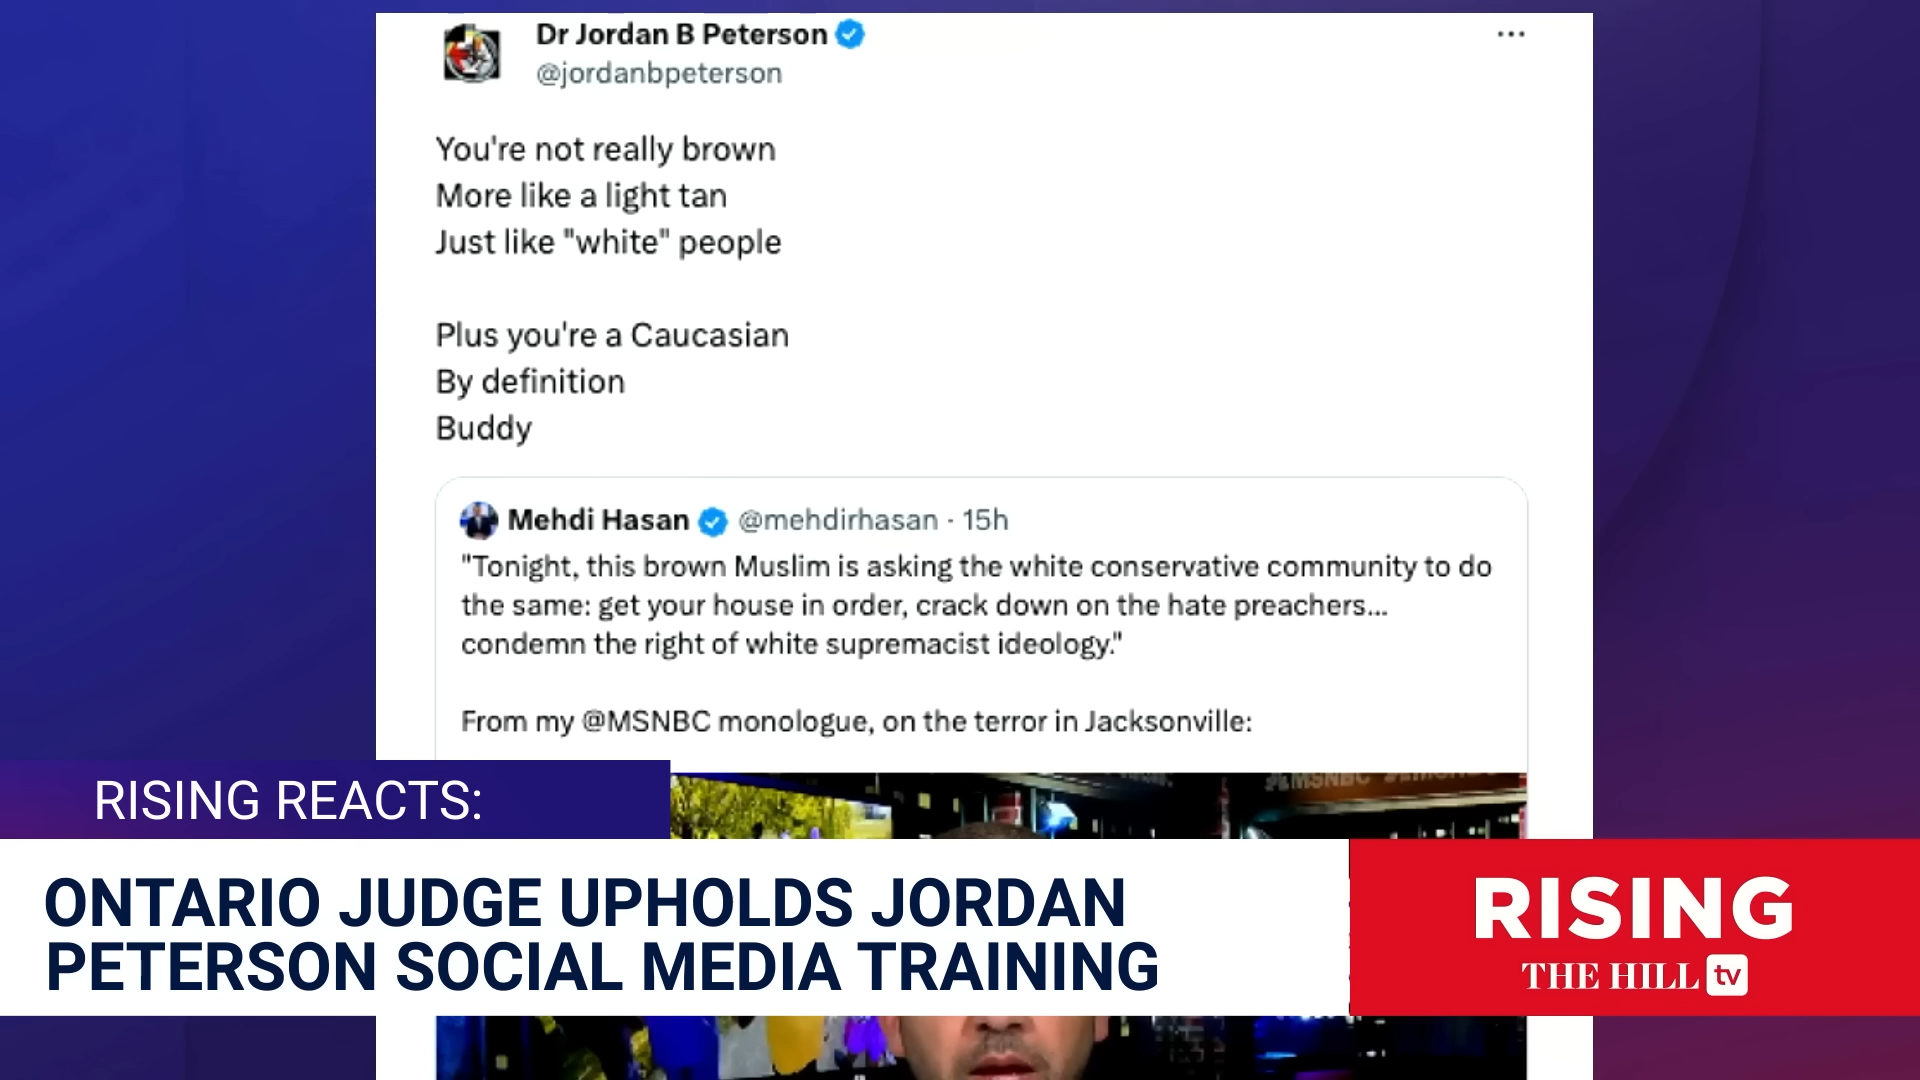 Dr Jordan B Peterson
@jordanbpeterson
You're not really brown
More like a light tan
Just like "white" people
Plus you're a Caucasian
By definition
Buddy
Mehdi Hasan @mehdirhasan · 15h
"Tonight, this brown Muslim is asking the white conservative community to do
the same: get your house in order, crack down on the hate preachers...
condemn the right of white supremacist ideology."
From my @MSNBC monologue, on the terror in Jacksonville:
#MSNBC
RISING REACTS:
ONTARIO JUDGE UPHOLDS JORDAN
PETERSON SOCIAL MEDIA TRAINING
RISING
THE HILL tv